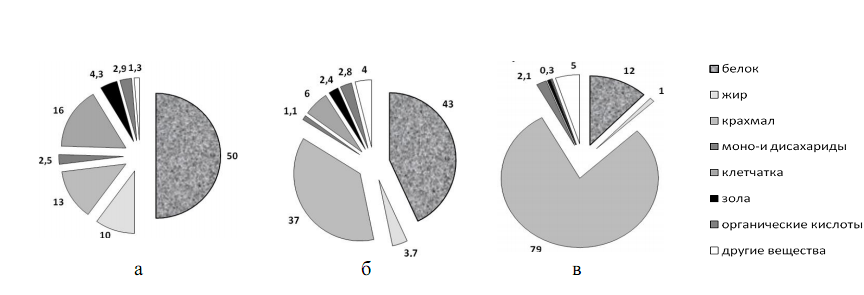 4,3
2,9
1,3
16
2,5
13
10
50
а
2,4
2,8
4
6
1,1
43
37
3.7
б
2,1
0,3
5
12
1
79
в
белок
жир
крахмал
моно-и дисахариды
клетчатка
зола
органические кислоты
другие вещества